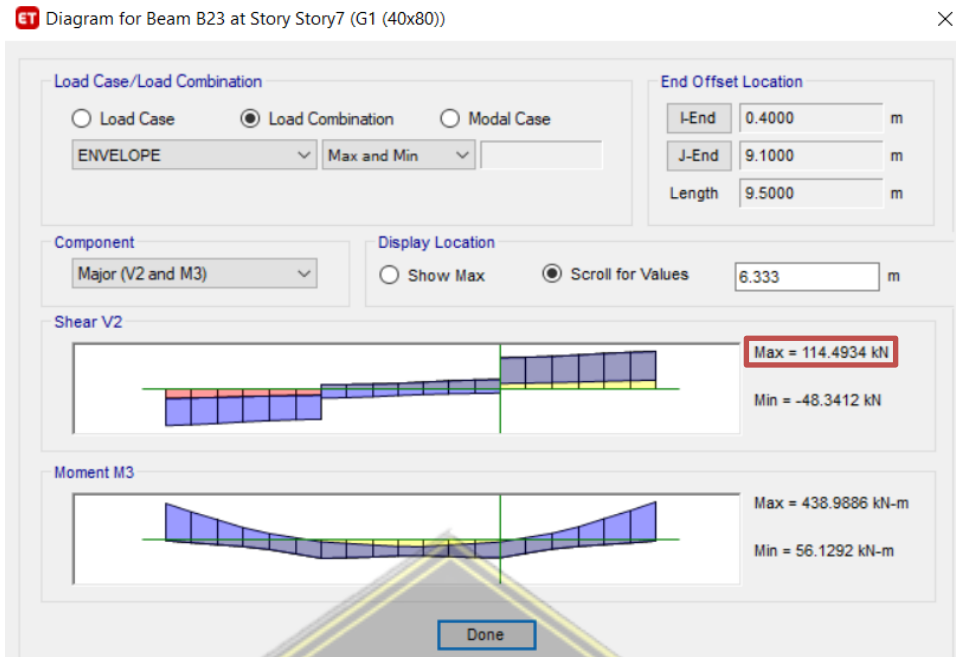 ET Diagram for Beam B23 at Story Story7 (G1 (40x80))
Load Case/Load Combination
Load Case Load Combination Modal Case
ENVELOPE Max and Min
End Offset Location
I-End 0.4000 m
J-End 9.1000 m
Length 9.5000 m
Component
Major (V2 and M3)
Display Location
Show Max Scroll for Values 6.333 m
Shear V2
Max = 114.4934 kN
Min = -48.3412 kN
Moment M3
Max = 438.9886 kN-m
Min = 56.1292 kN-m
Done